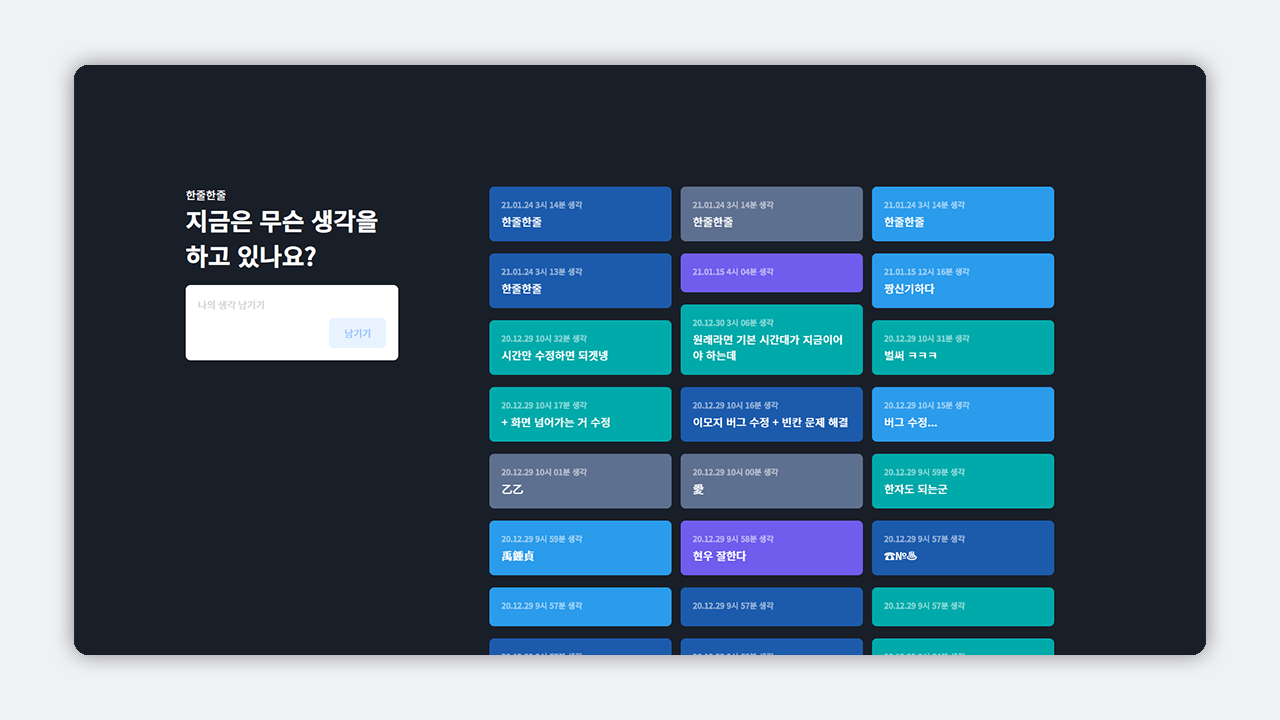 한줄한줄
지금은 무슨 생각을
하고 있나요?
나의 생각 남기기
남기기
21.01.24 3시 14분 생각
한줄한줄
21.01.24 3시 14분 생각
한줄한줄
21.01.24 3시 14분 생각
한줄한줄
21.01.24 3시 13분 생각
한줄한줄
21.01.15 4시 04분 생각
21.01.15 12시 16분 생각
짱신기하다
20.12.29 10시 32분 생각
시간만 수정하면 되겟넹
20.12.30 3시 06분 생각
원래라면 기본 시간대가 지금이어
야 하는데
20.12.29 10시 31분 생각
벌써 ㅋㅋㅋ
20.12.29 10시 17분 생각
+ 화면 넘어가는 거 수정
20.12.29 10시 16분 생각
이모지 버그 수정 + 빈칸 문제 해결
20.12.29 10시 15분 생각
버그 수정...
20.12.29 10시 01분 생각
乙乙
20.12.29 10시 00분 생각
愛
20.12.29 9시 59분 생각
한자도 되는군
20.12.29 9시 59분 생각
禹鍾貞
20.12.29 9시 58분 생각
현우 잘한다
20.12.29 9시 57분 생각
☎№♨
20.12.29 9시 57분 생각
20.12.29 9시 57분 생각
20.12.29 9시 57분 생각